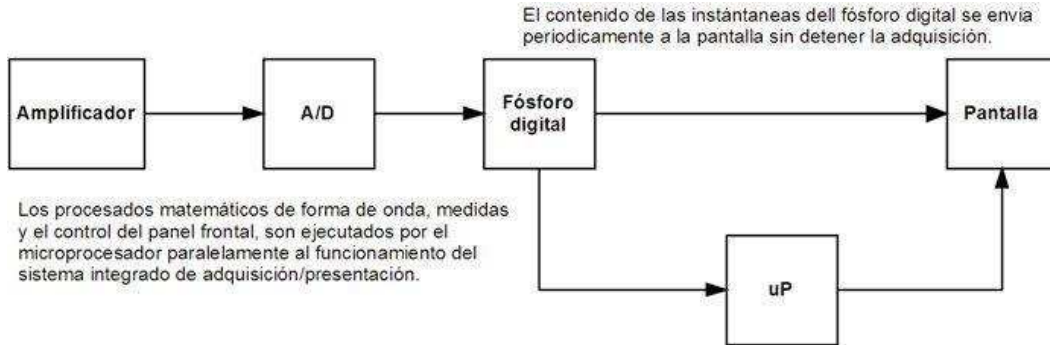 El contenido de las instántaneas dell fósforo digital se envia
periodicamente a la pantalla sin detener la adquisición.
Amplificador
A/D
Fósforo
digital
Pantalla
Los procesados matemáticos de forma de onda, medidas
y el control del panel frontal, son ejecutados por el
microprocesador paralelamente al funcionamiento del
sistema integrado de adquisición/presentación.
uP